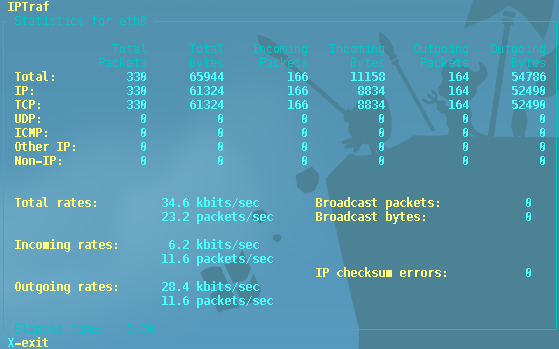 IPTraf
Statistics for eth0
Total Total Incoming Incoming Outgoing Outgoing
Packets Bytes Packets Bytes Packets Bytes
Total: 330 65944 166 11158 164 54786
IP: 330 61324 166 8834 164 52490
TCP: 330 61324 166 8834 164 52490
UDP: 0 0 0 0 0 0
ICMP: 0 0 0 0 0 0
Other IP: 0 0 0 0 0 0
Non-IP: 0 0 0 0 0 0
Total rates: 34.6 kbits/sec Broadcast packets: 0
23.2 packets/sec Broadcast bytes: 0
Incoming rates: 6.2 kbits/sec
11.6 packets/sec
IP checksum errors: 0
Outgoing rates: 28.4 kbits/sec
11.6 packets/sec
Elapsed time:
X-exit